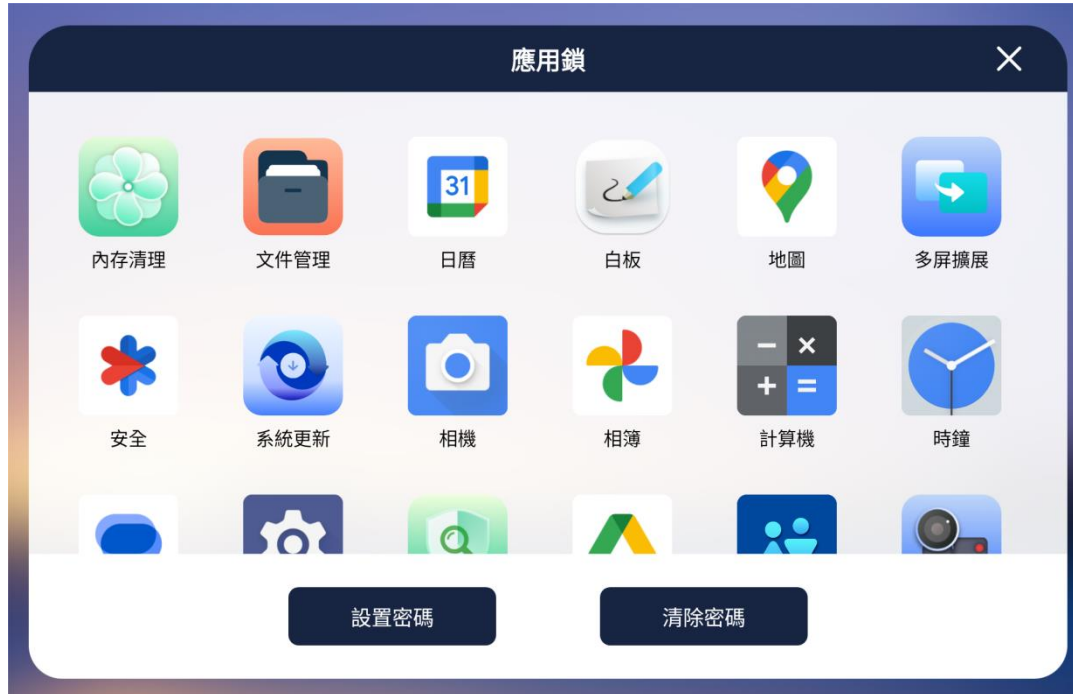 應用鎖
31
內存清理 文件管理 日曆 白板 地圖 多屏擴展
安全 系統更新 相機 相簿 計算機 時鐘
設置密碼 清除密碼